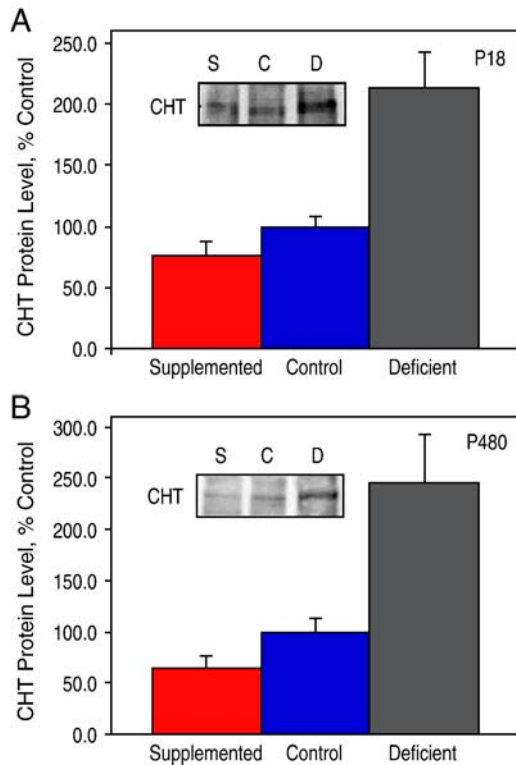 A
CHT Protein Level, % Control
250.0
200.0
150.0
100.0
50.0
0.0
P18
S C D
CHT
Supplemented Control Deficient
B
CHT Protein Level, % Control
300.0
250.0
200.0
150.0
100.0
50.0
0.0
P480
S C D
CHT
Supplemented Control Deficient